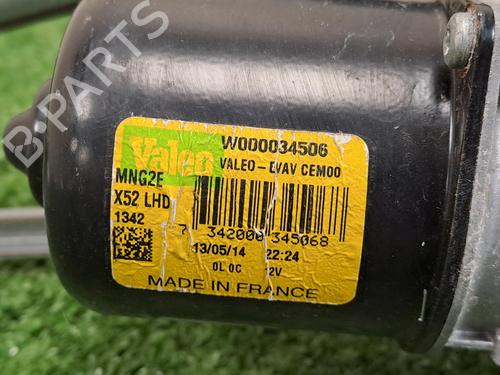 B-PARTS
Valeo
W000034506
VALEO-EVAV CEM00
MNG2E
X52 LHD
1342
7 342000 345068
13/05/14 22:24
0L 0C 12V
MADE IN FRANCE